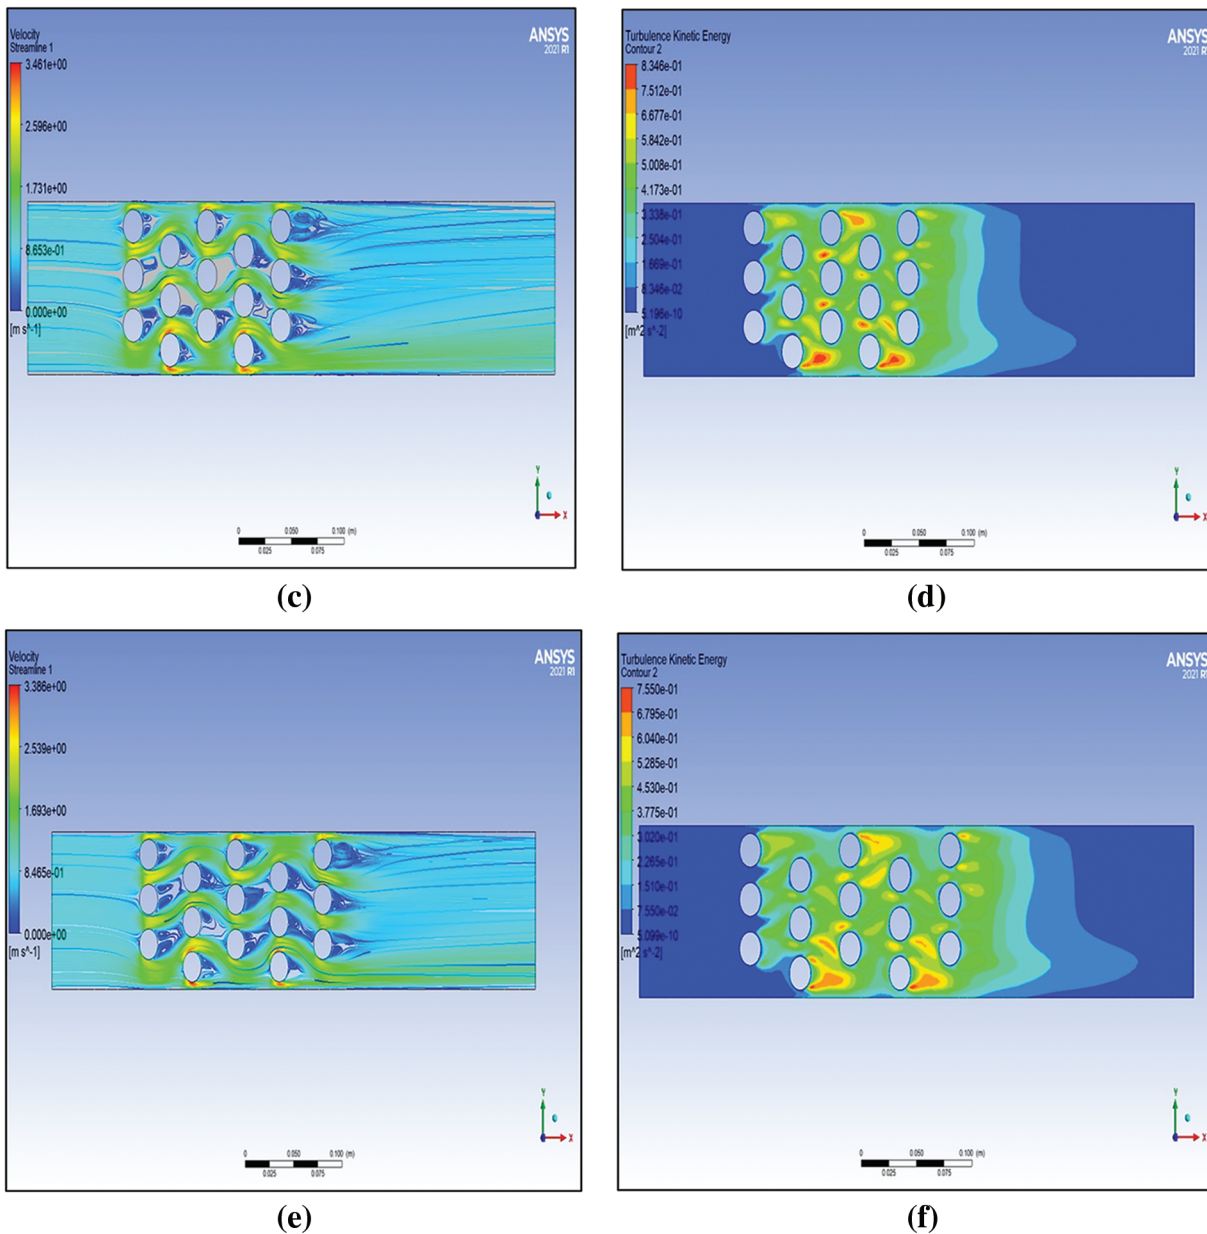 Velocity
Streamline 1
ANSYS
2021 R1
3.461e+00
2.596e+00
1.731e+00
8.653e-01
0.000e+00
[m s^-1]
Y
X
0 0.050 0.100 (m)
0.025 0.075
(c)
Turbulence Kinetic Energy
Contour 2
ANSYS
2021 R1
8.346e-01
7.512e-01
6.677e-01
5.842e-01
5.008e-01
4.173e-01
3.338e-01
2.504e-01
1.669e-01
8.346e-02
5.196e-10
[m^2 s^-2]
Y
X
0 0.050 0.100 (m)
0.025 0.075
(d)
Velocity
Streamline 1
ANSYS
2021 R1
3.386e+00
2.539e+00
1.693e+00
8.465e-01
0.000e+00
[m s^-1]
Y
X
0 0.050 0.100 (m)
0.025 0.075
(e)
Turbulence Kinetic Energy
Contour 2
ANSYS
2021 R1
7.550e-01
6.795e-01
6.040e-01
5.285e-01
4.530e-01
3.775e-01
3.020e-01
2.265e-01
1.510e-01
7.550e-02
5.099e-10
[m^2 s^-2]
Y
X
0 0.050 0.100 (m)
0.025 0.075
(f)